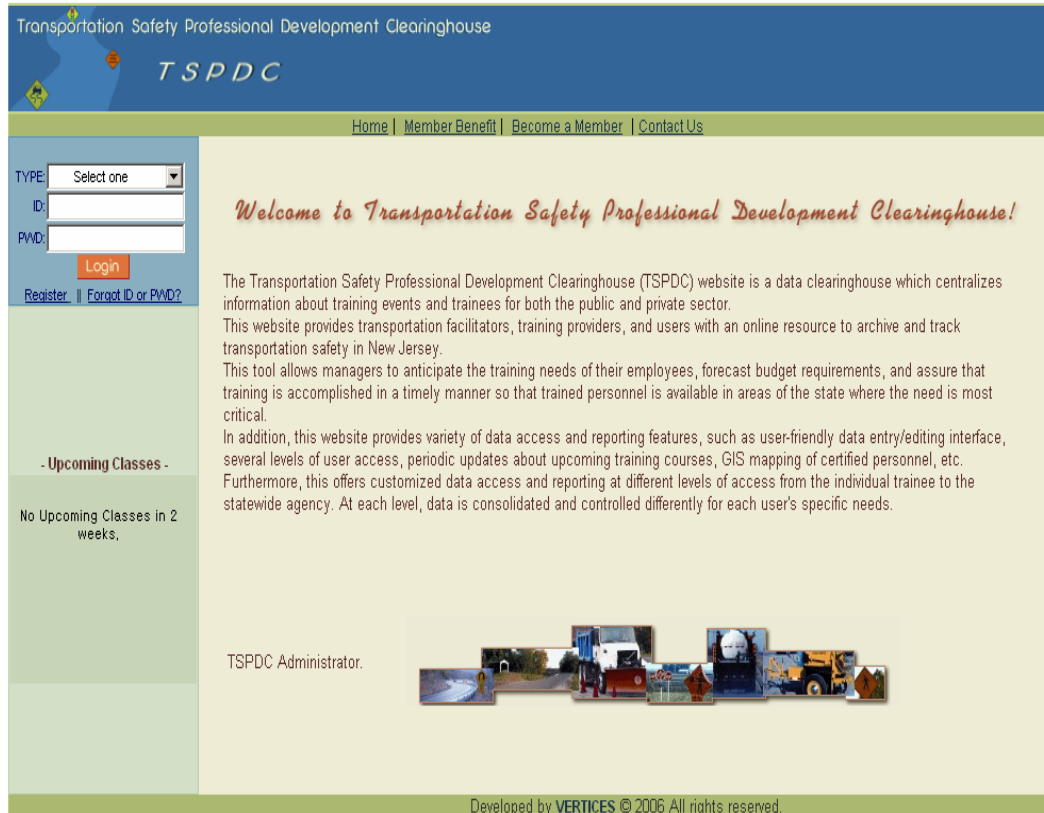 Transportation Safety Professional Development Clearinghouse
TSPDC
Home | Member Benefit | Become a Member | Contact Us
TYPE: Select one
ID:
PWD:
Login
Register || Forgot ID or PWD?
Welcome to Transportation Safety Professional Development Clearinghouse!
The Transportation Safety Professional Development Clearinghouse (TSPDC) website is a data clearinghouse which centralizes
information about training events and trainees for both the public and private sector.
This website provides transportation facilitators, training providers, and users with an online resource to archive and track
transportation safety in New Jersey.
This tool allows managers to anticipate the training needs of their employees, forecast budget requirements, and assure that
training is accomplished in a timely manner so that trained personnel is available in areas of the state where the need is most
critical.
In addition, this website provides variety of data access and reporting features, such as user-friendly data entry/editing interface,
several levels of user access, periodic updates about upcoming training courses, GIS mapping of certified personnel, etc.
Furthermore, this offers customized data access and reporting at different levels of access from the individual trainee to the
statewide agency. At each level, data is consolidated and controlled differently for each user's specific needs.
- Upcoming Classes -
No Upcoming Classes in 2
weeks,
TSPDC Administrator.
Developed by VERTICES © 2006 All rights reserved.